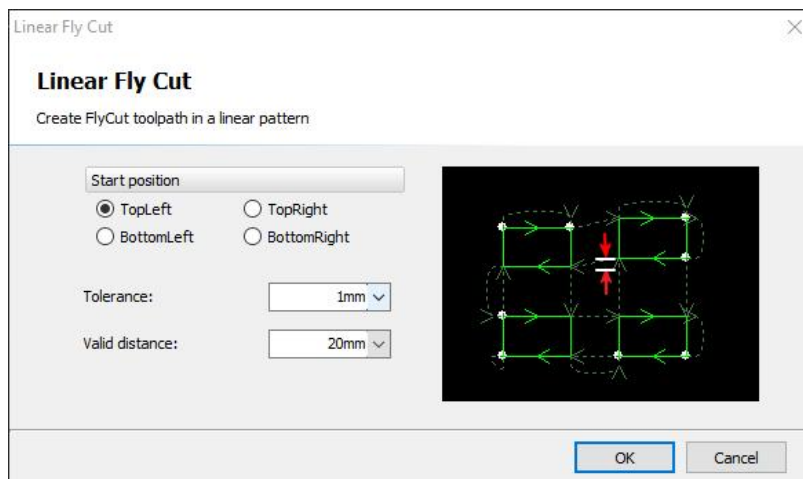 Linear Fly Cut
Linear Fly Cut
Create FlyCut toolpath in a linear pattern
Start position
TopLeft TopRight
BottomLeft BottomRight
Tolerance: 1mm
Valid distance: 20mm
OK Cancel